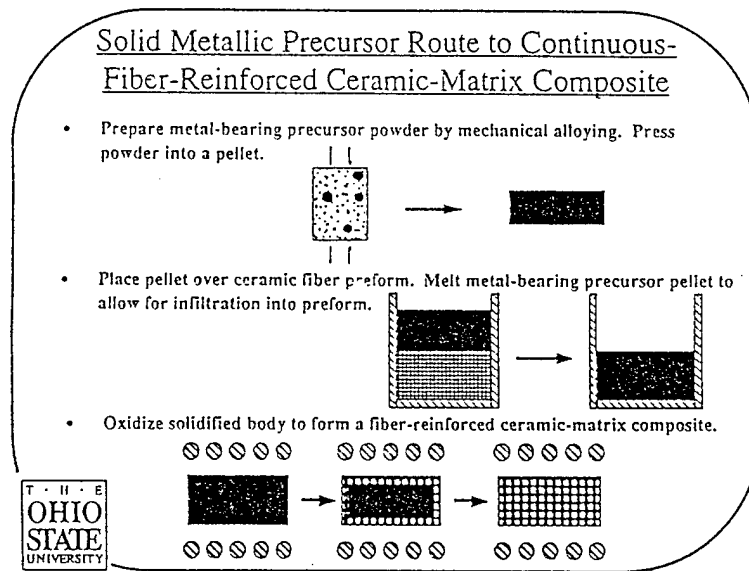 Solid Metallic Precursor Route to Continuous-
Fiber-Reinforced Ceramic-Matrix Composite
• Prepare metal-bearing precursor powder by mechanical alloying. Press
powder into a pellet.
• Place pellet over ceramic fiber preform. Melt metal-bearing precursor pellet to
allow for infiltration into preform.
• Oxidize solidified body to form a fiber-reinforced ceramic-matrix composite.
T · H · E
OHIO
STATE
UNIVERSITY